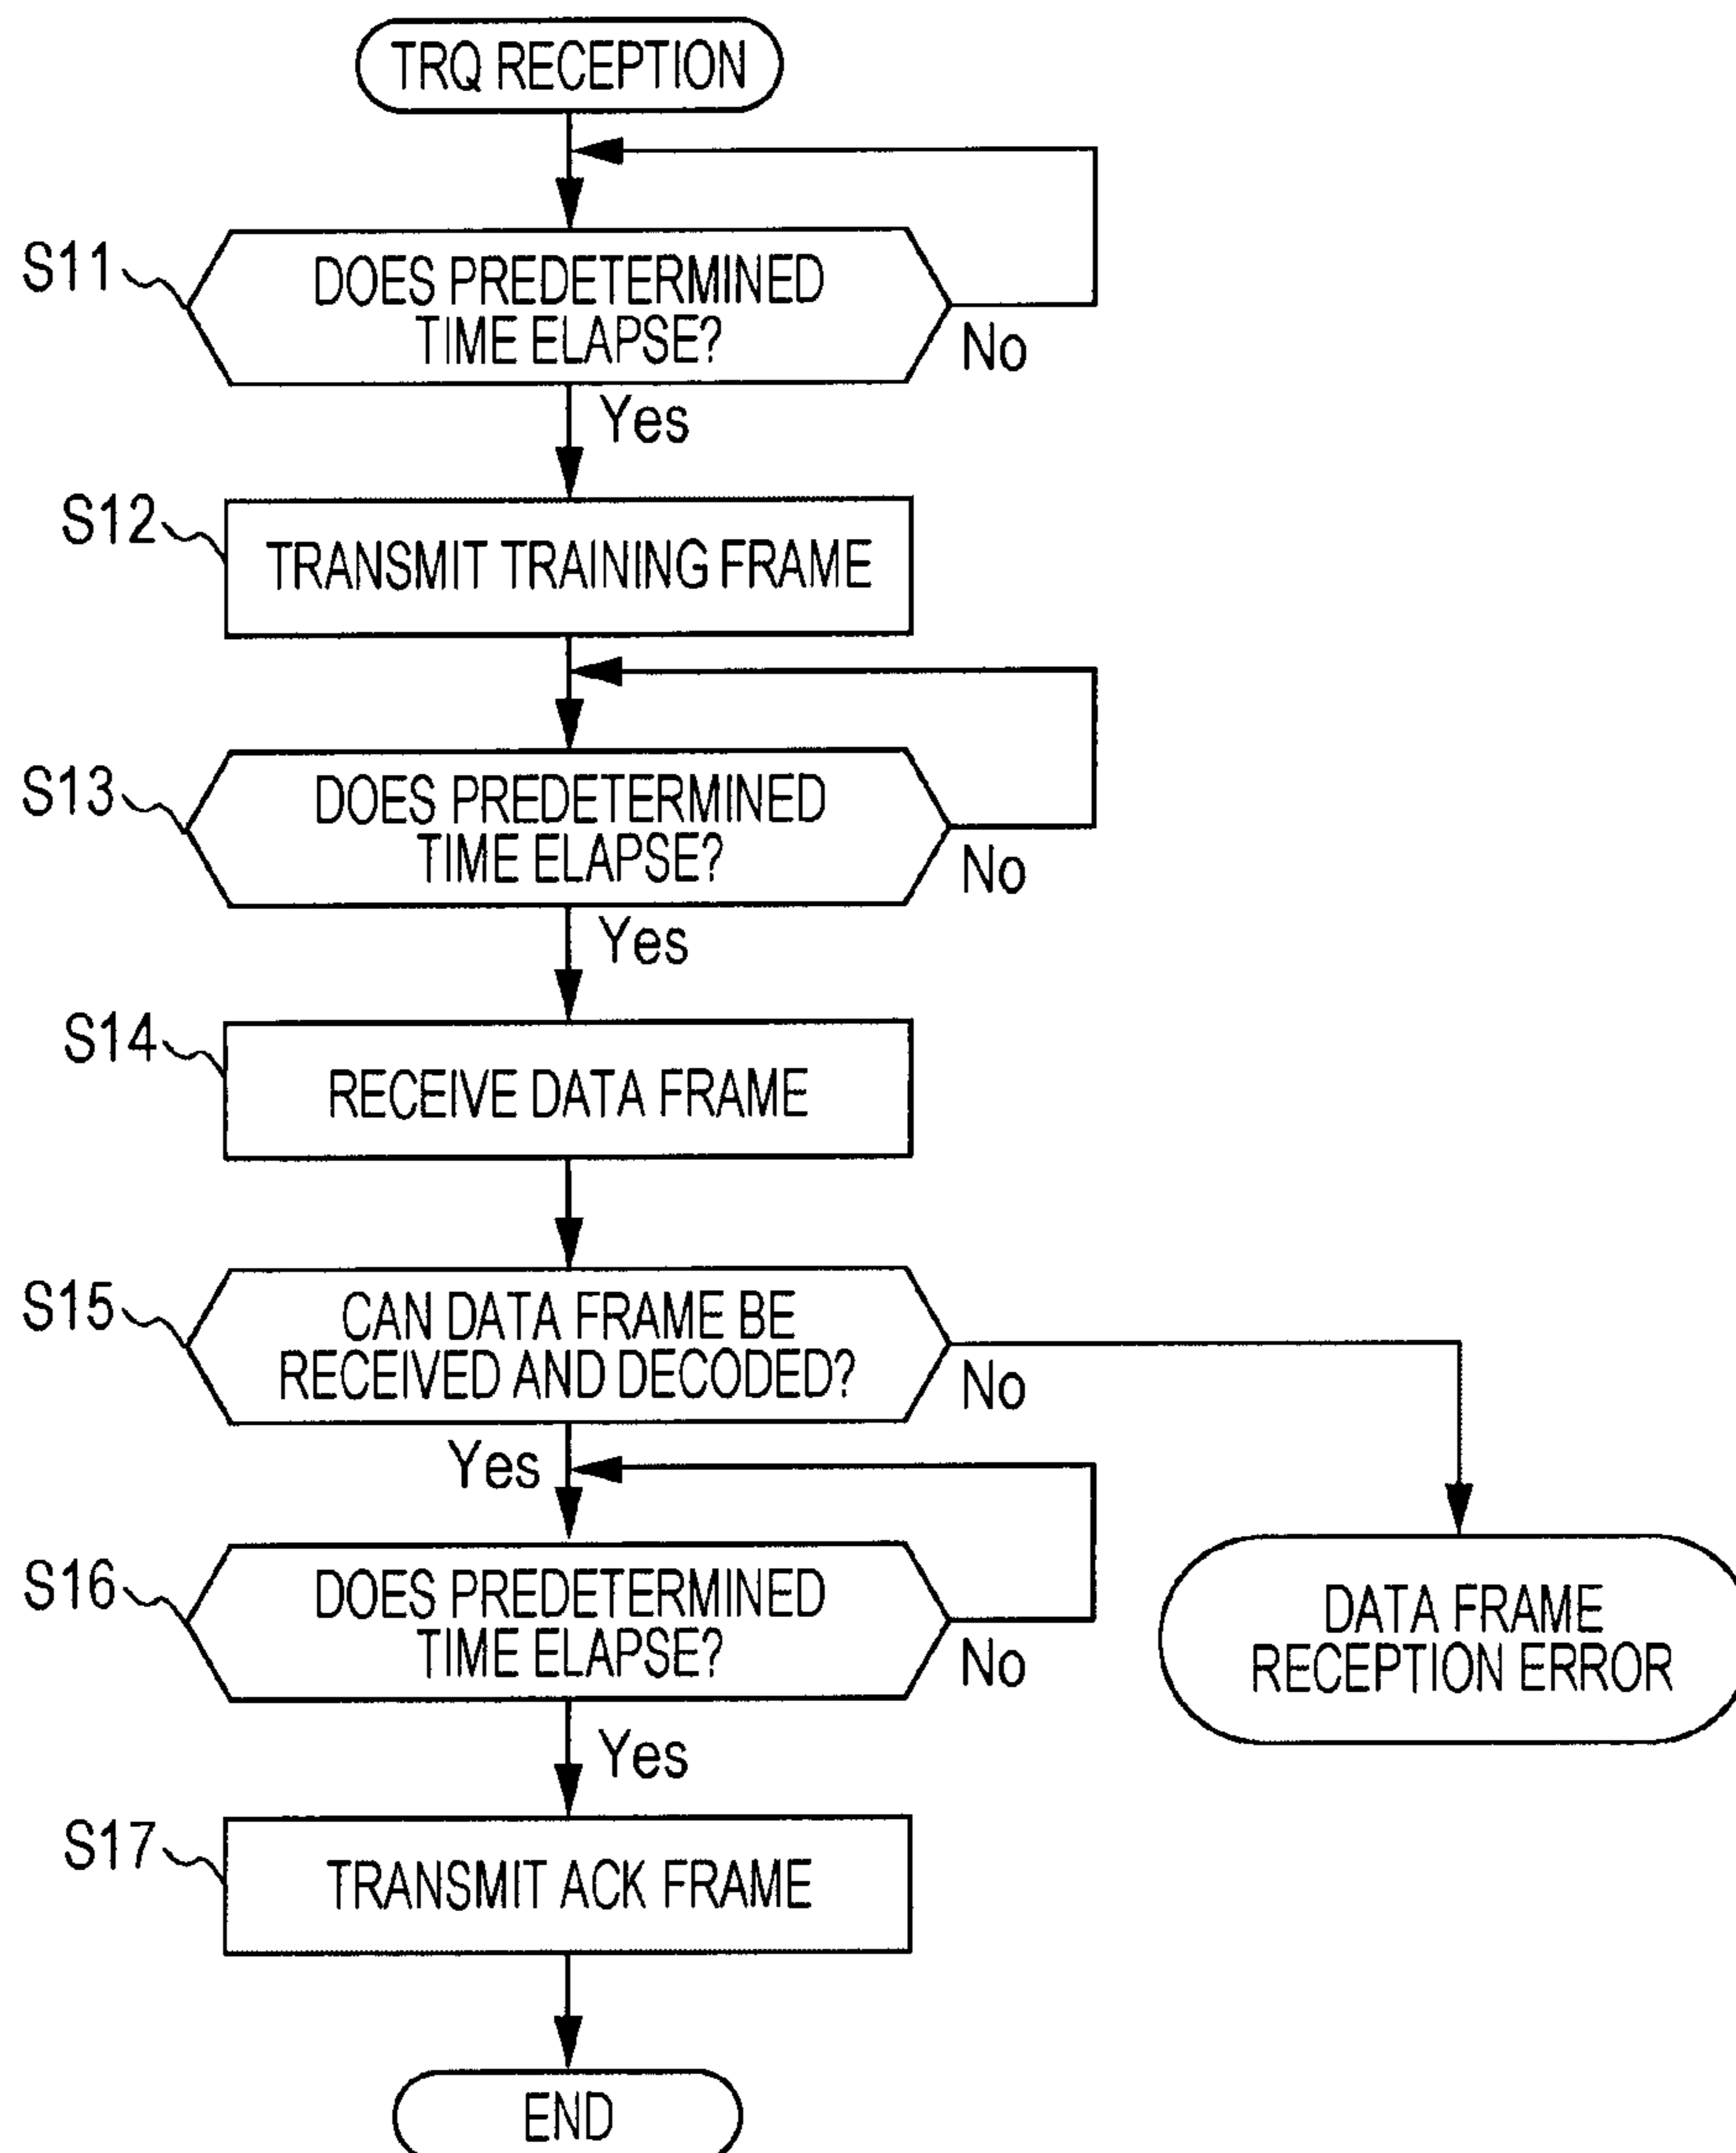 TRQ RECEPTION
S11
DOES PREDETERMINED
TIME ELAPSE?
No
Yes
S12
TRANSMIT TRAINING FRAME
S13
DOES PREDETERMINED
TIME ELAPSE?
No
Yes
S14
RECEIVE DATA FRAME
S15
CAN DATA FRAME BE
RECEIVED AND DECODED?
No
Yes
S16
DOES PREDETERMINED
TIME ELAPSE?
No
DATA FRAME
RECEPTION ERROR
Yes
S17
TRANSMIT ACK FRAME
END